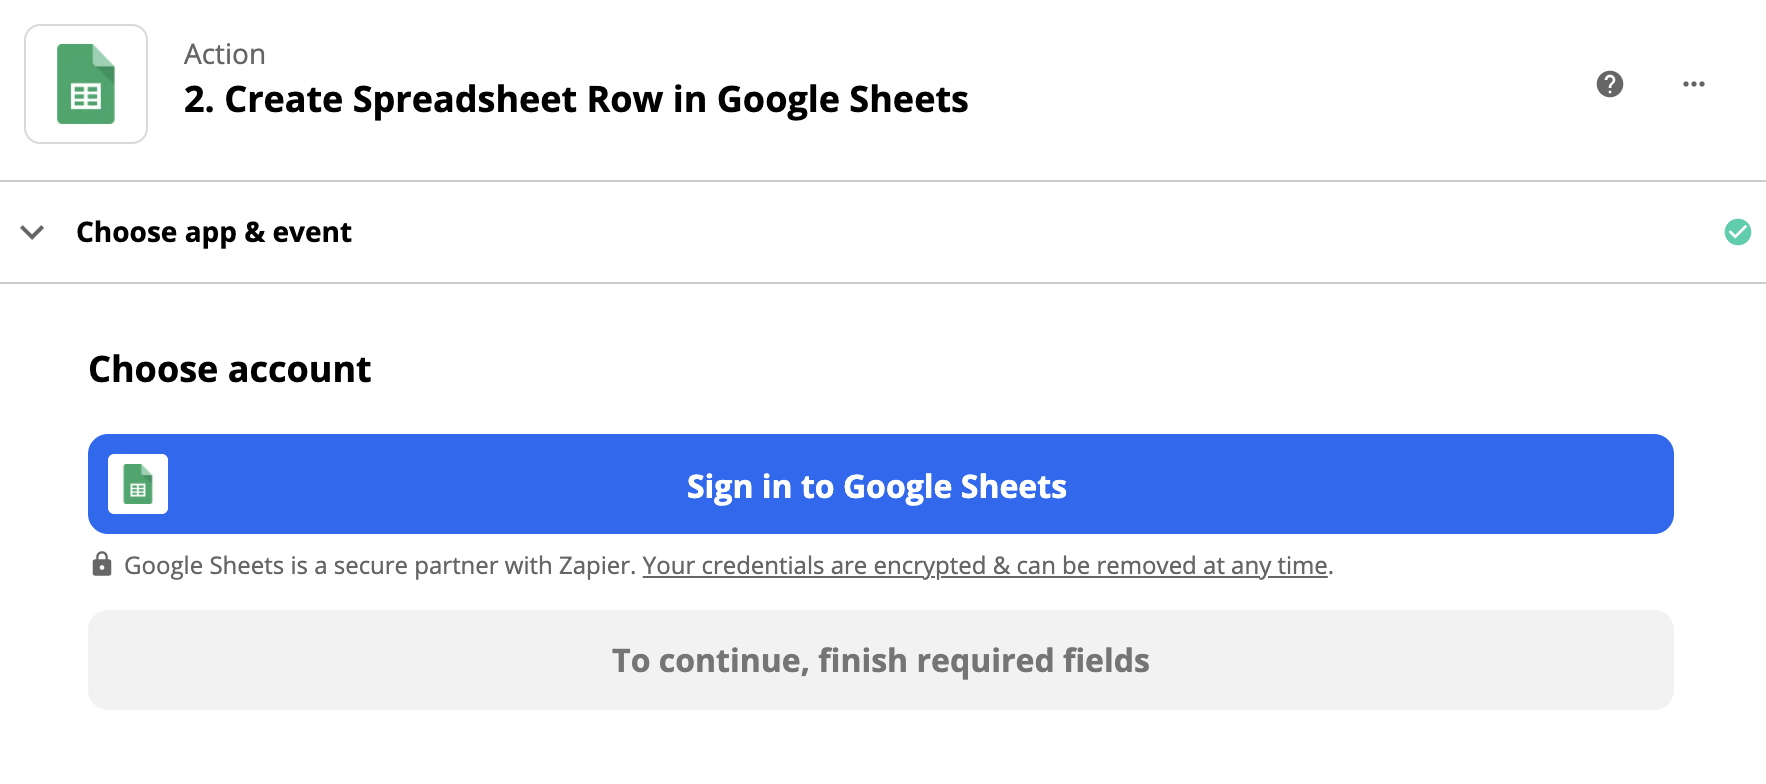 Action
2. Create Spreadsheet Row in Google Sheets
Choose app & event
Choose account
Sign in to Google Sheets
Google Sheets is a secure partner with Zapier. Your credentials are encrypted & can be removed at any time.
To continue, finish required fields